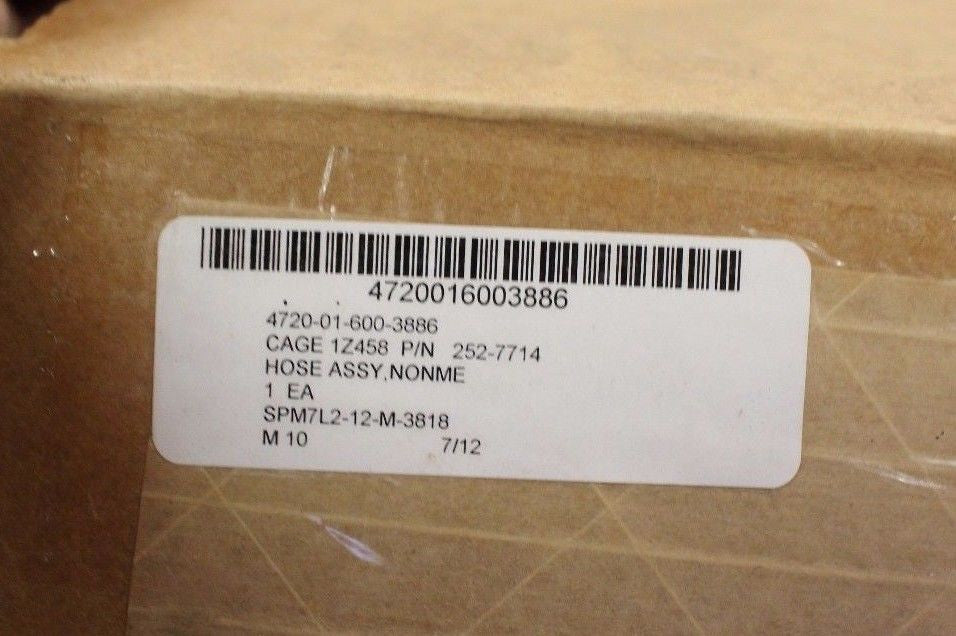 4720016003886
4720-01-600-3886
CAGE 1Z458 P/N 252-7714
HOSE ASSY,NONME
1 EA
SPM7L2-12-M-3818
M 10 7/12